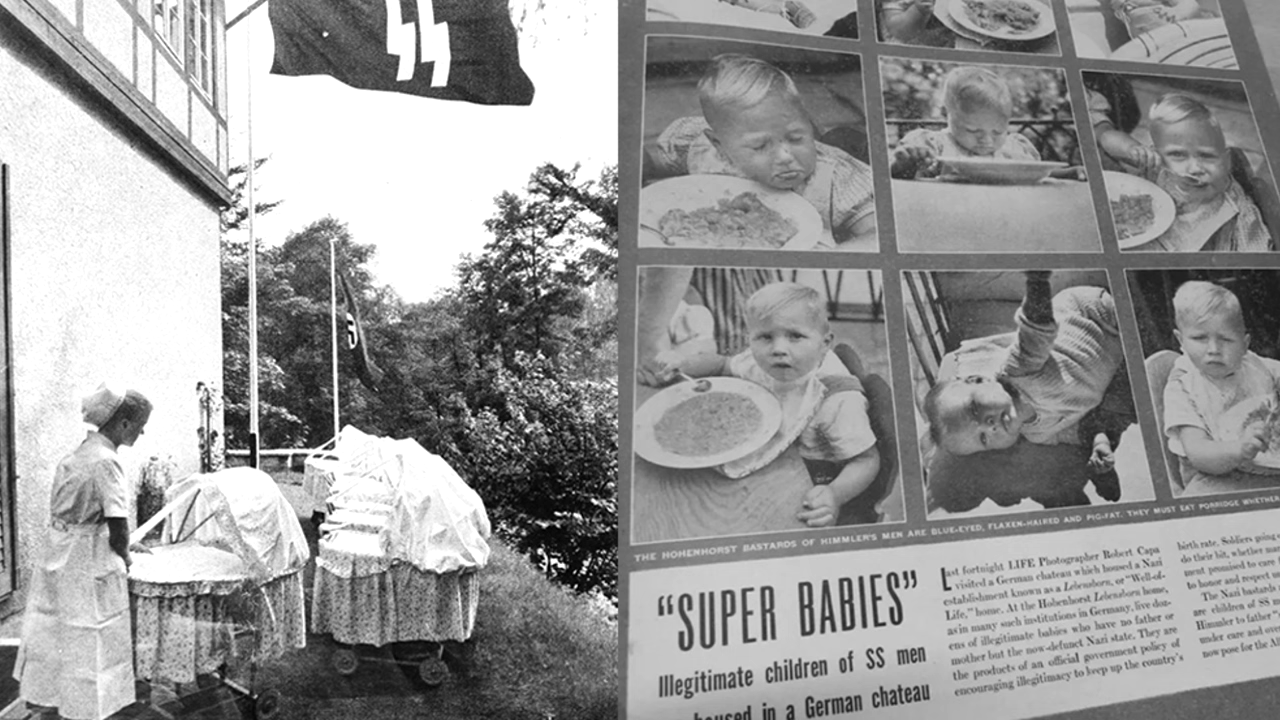 THE HOHENHORST BASTARDS OF HIMMLER'S MEN ARE BLUE-EYED, FLAXEN-HAIRED AND PIG-FAT. THEY MUST EAT PORRIDGE WHETHER
"SUPER BABIES"
Illegitimate children of SS men
housed in a German chateau
Last fortnight LIFE Photographer Robert Capa
visited a German chateau which housed a Nazi
establishment known as a Lebensborn, or "Well-of-
Life," home. At the Hohenhorst Lebensborn home,
as in many such institutions in Germany, live doz-
ens of illegitimate babies who have no father or
mother but the now-defunct Nazi state. They are
the products of an official government policy of
encouraging illegitimacy to keep up the country's
birth rate. Soldiers going
do their bit, whether mar
ment promised to care
to honor and respect
The Nazi bastards
are children of SS m
Himmler to father
under care and over
now pose for the